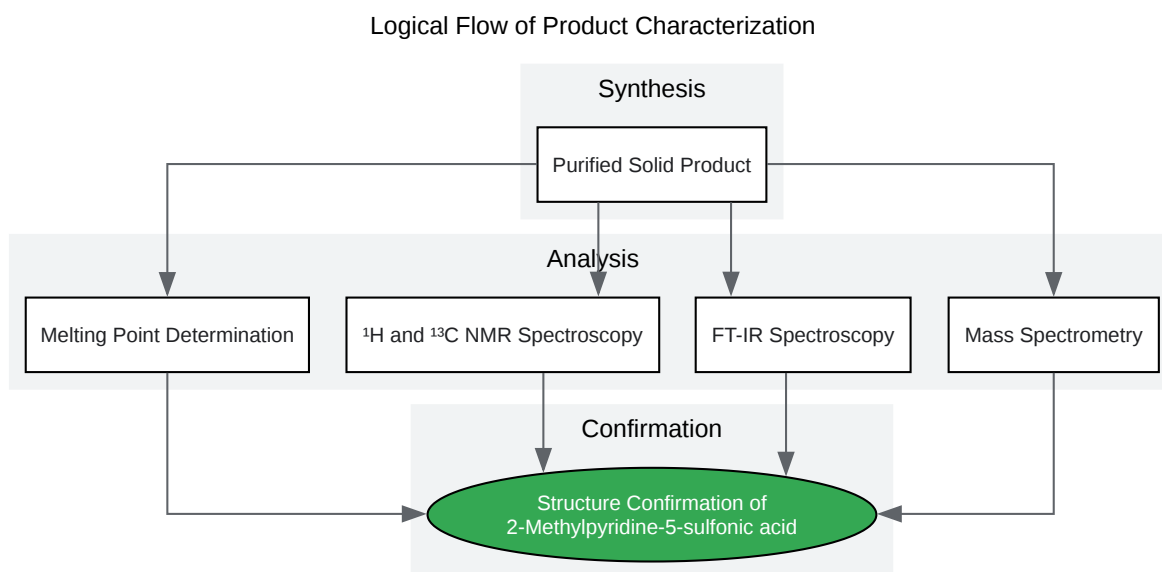 Logical Flow of Product Characterization
Synthesis
Purified Solid Product
Analysis
Melting Point Determination
¹H and ¹³C NMR Spectroscopy
FT-IR Spectroscopy
Mass Spectrometry
Confirmation
Structure Confirmation of
2-Methylpyridine-5-sulfonic acid